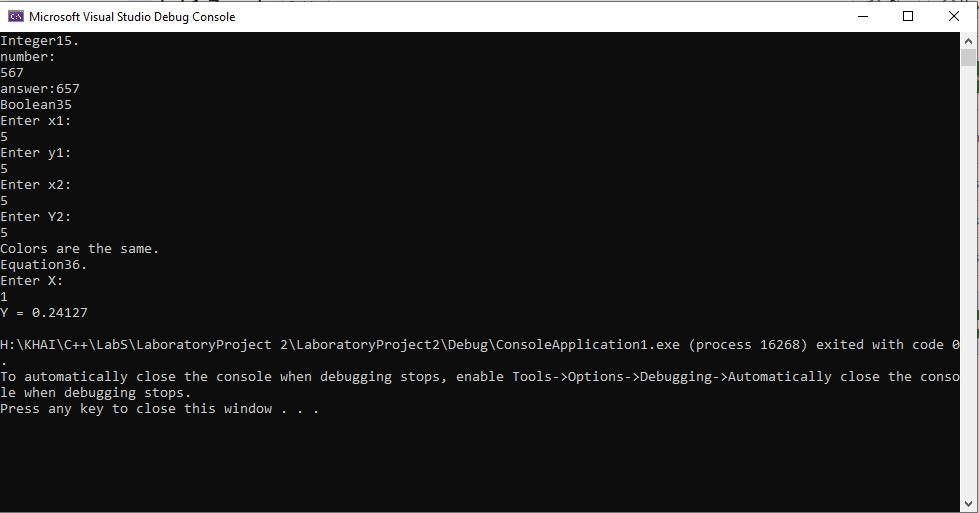 Microsoft Visual Studio Debug Console
Integer15.
number:
567
answer:657
Boolean35
Enter x1:
5
Enter y1:
5
Enter x2:
5
Enter Y2:
5
Colors are the same.
Equation36.
Enter X:
1
Y = 0.24127
H:\KHAI\C++\LabS\LaboratoryProject 2\LaboratoryProject2\Debug\ConsoleApplication1.exe (process 16268) exited with code 0
.
To automatically close the console when debugging stops, enable Tools->Options->Debugging->Automatically close the conso
le when debugging stops.
Press any key to close this window . . .